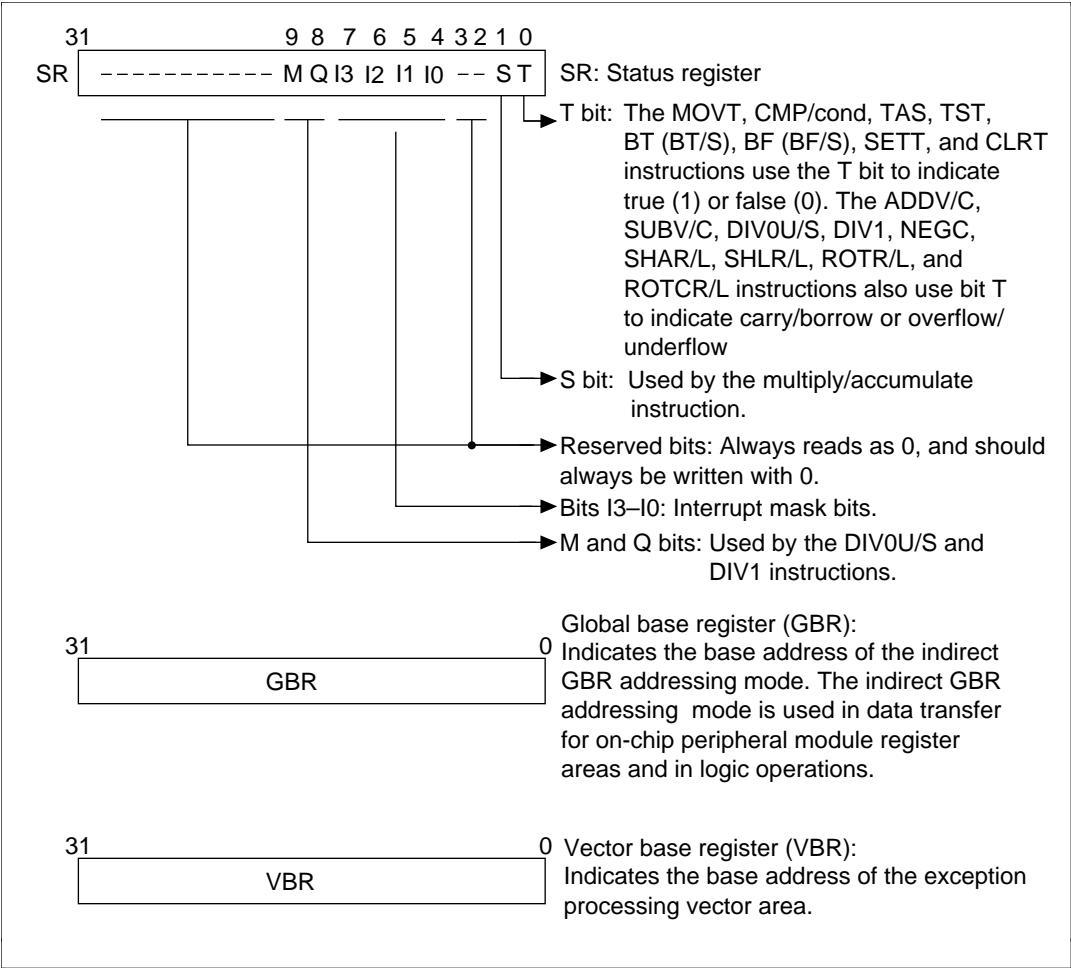 31 9 8 7 6 5 4 3 2 1 0
SR ------------ M Q I3 I2 I1 I0 -- S T
SR: Status register
T bit: The MOVT, CMP/cond, TAS, TST,
BT (BT/S), BF (BF/S), SETT, and CLRT
instructions use the T bit to indicate
true (1) or false (0). The ADDV/C,
SUBV/C, DIV0U/S, DIV1, NEGC,
SHAR/L, SHLR/L, ROTR/L, and
ROTCR/L instructions also use bit T
to indicate carry/borrow or overflow/
underflow
S bit: Used by the multiply/accumulate
instruction.
Reserved bits: Always reads as 0, and should
always be written with 0.
Bits I3–I0: Interrupt mask bits.
M and Q bits: Used by the DIV0U/S and
DIV1 instructions.
31 0
GBR
Global base register (GBR):
Indicates the base address of the indirect
GBR addressing mode. The indirect GBR
addressing mode is used in data transfer
for on-chip peripheral module register
areas and in logic operations.
31 0
VBR
Vector base register (VBR):
Indicates the base address of the exception
processing vector area.